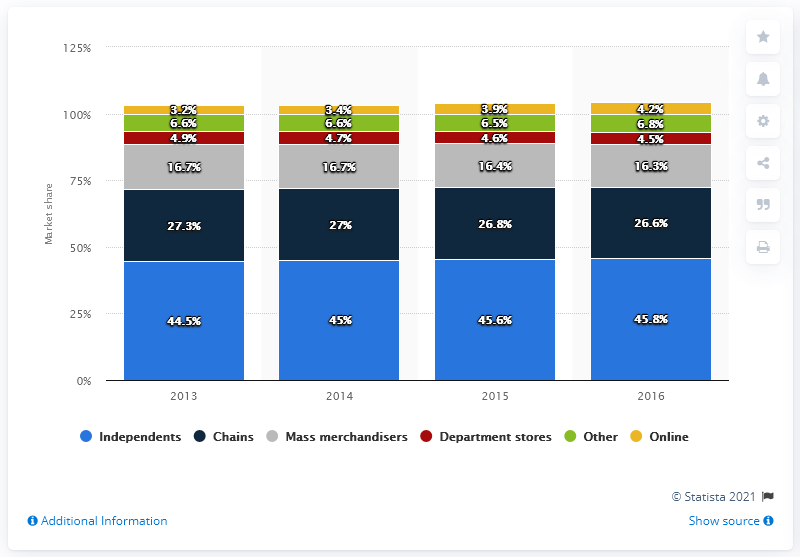 125%
100%
75%
50%
25%
0%
Market share
3.2% 3.4% 3.9% 4.2%
6.6% 6.6% 6.5% 6.8%
4.9% 4.7% 4.6% 4.5%
16.7% 16.7% 16.4% 16.3%
27.3% 27% 26.8% 26.6%
44.5% 45% 45.6% 45.8%
2013 2014 2015 2016
Independents Chains Mass merchandisers Department stores Other Online
© Statista 2021
Additional Information Show source